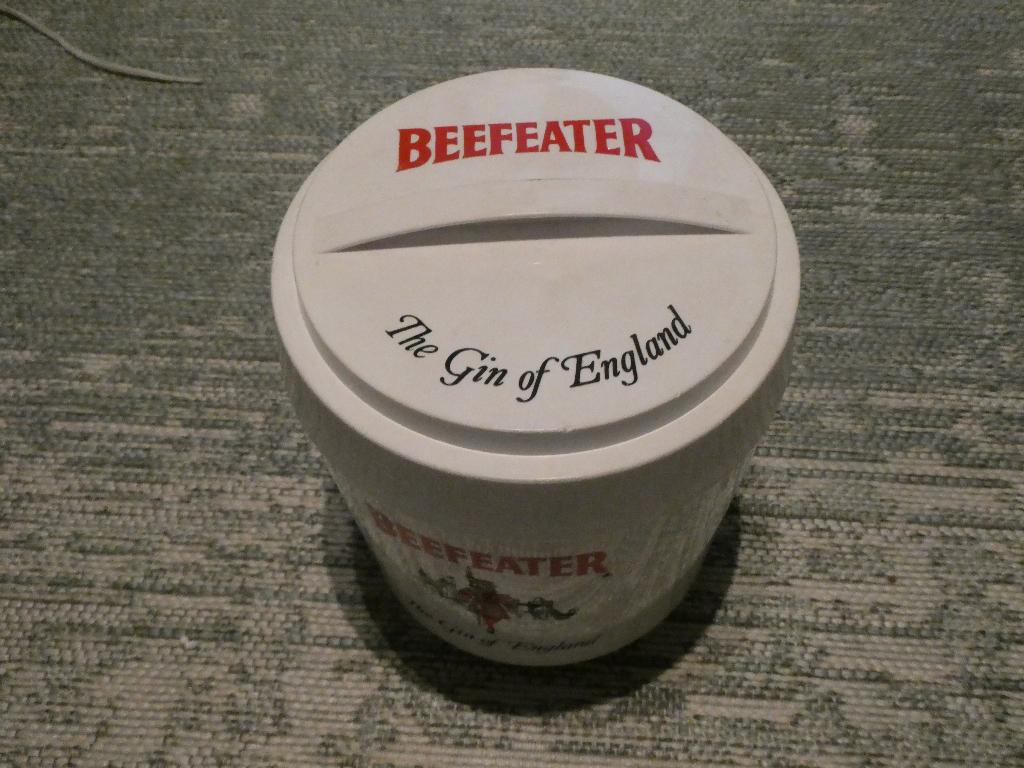 BEEFEATER
The Gin of England
BEEFEATER
The Gin of England